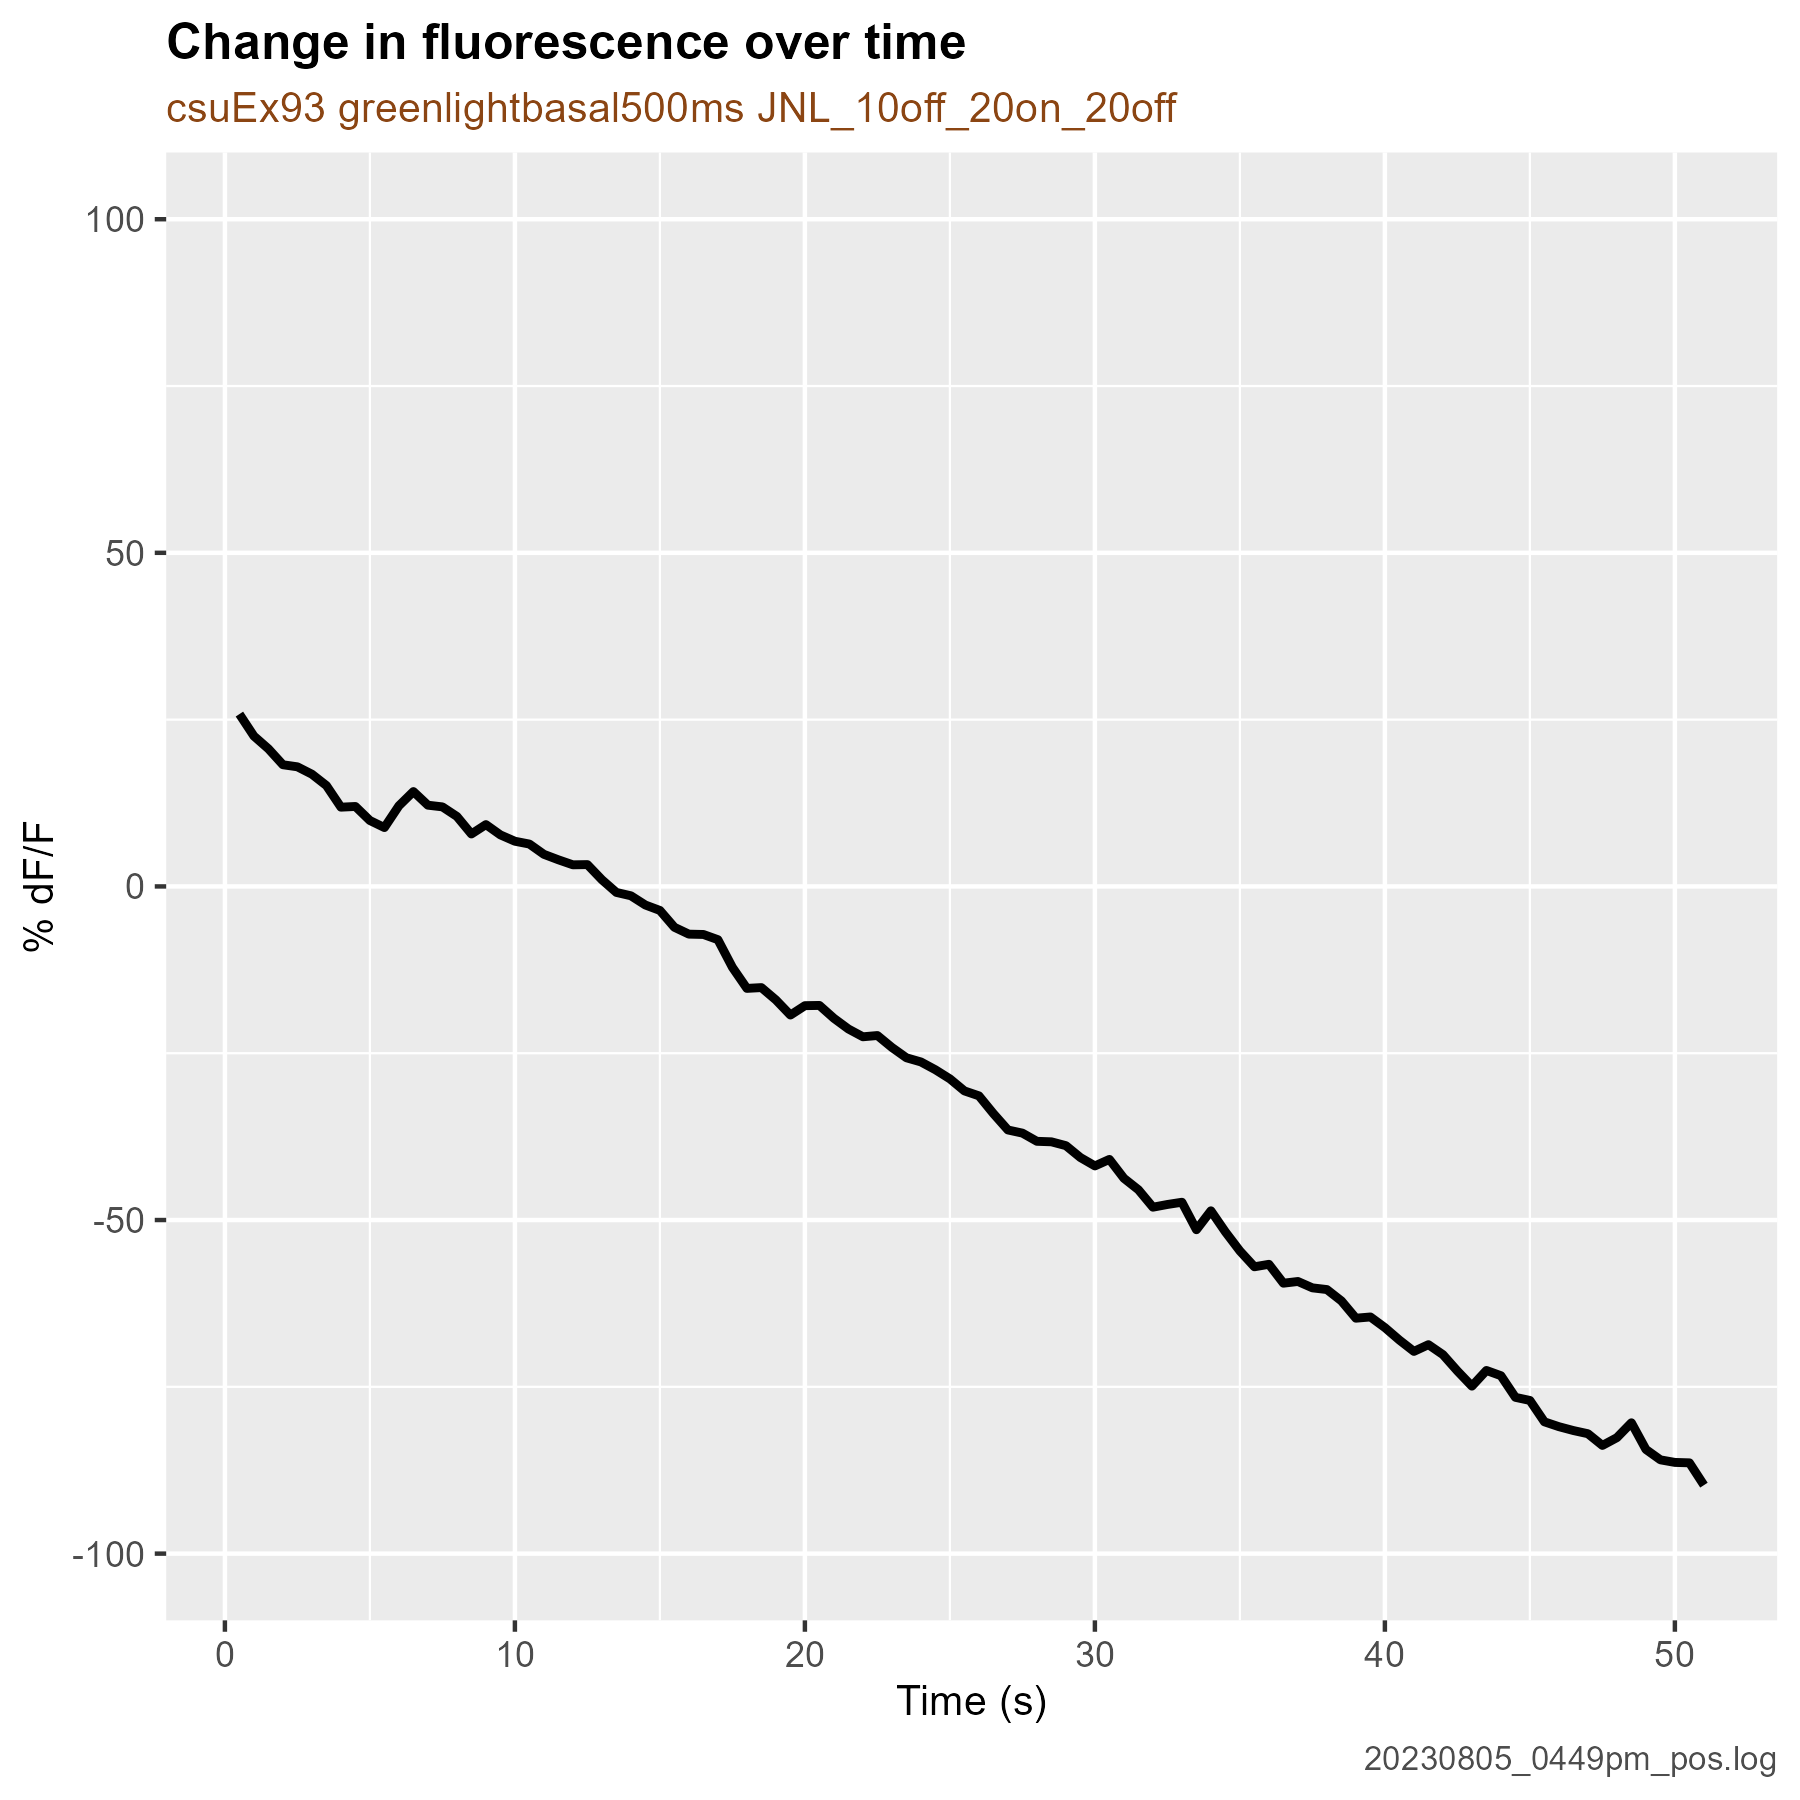 Change in fluorescence over time
csuEx93 greenlightbasal500ms JNL_10off_20on_20off
100
50
0
-50
-100
% dF/F
0 10 20 30 40 50
Time (s)
20230805_0449pm_pos.log